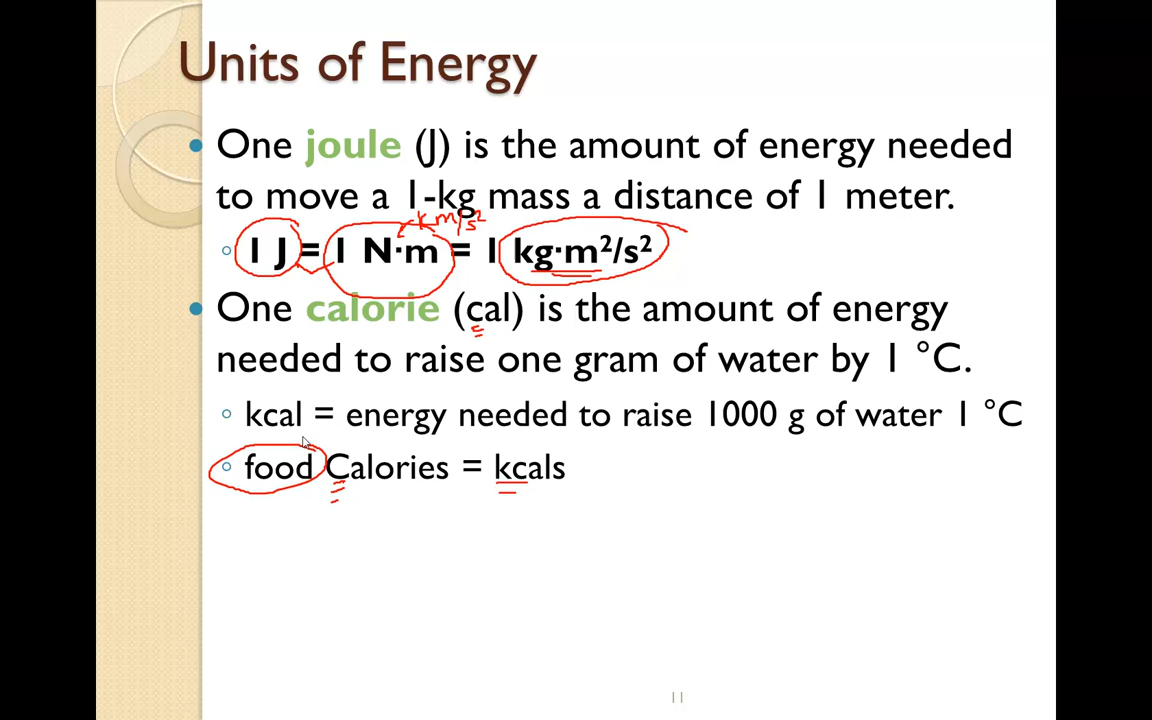 Units of Energy
• One joule (J) is the amount of energy needed
to move a 1-kg mass a distance of 1 meter.
k m/s²
◦ 1 J = 1 N·m = 1 kg·m²/s²
• One calorie (cal) is the amount of energy
needed to raise one gram of water by 1 °C.
◦ kcal = energy needed to raise 1000 g of water 1 °C
◦ food Calories = kcals
11